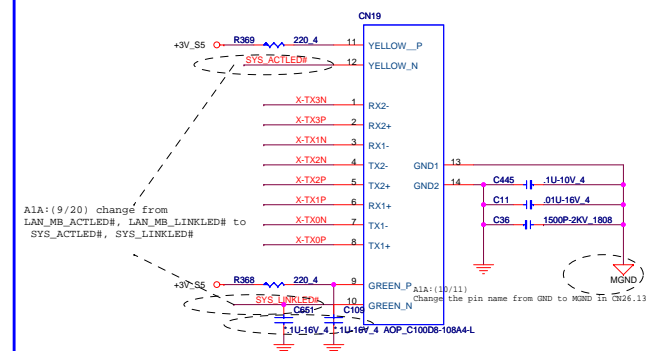 CN19
+3V_S5 R369 220_4 11 YELLOW__P
SYS_ACTLED# 12 YELLOW_N
X-TX3N 1 RX2-
X-TX3P 2 RX2+
X-TX1N 3 RX1-
X-TX2N 4 TX2- GND1 13
X-TX2P 5 TX2+ GND2 14 C445 .1U-10V_4
X-TX1P 6 RX1+ C11 .01U-16V_4
X-TX0N 7 TX1- C36 1500P-2KV_1808
X-TX0P 8 TX1+
A1A:(9/20) change from
LAN_MB_ACTLED#, LAN_MB_LINKLED# to
SYS_ACTLED#, SYS_LINKLED#
MGND
+3V_S5 R368 220_4 9 GREEN_P
A1A:(10/11)
Change the pin name from GND to MGND in CN26.13
SYS_LINKLED# 10 GREEN_N
C651 C109
*.1U-16V_4 *.1U-16V_4 AOP_C100D8-108A4-L